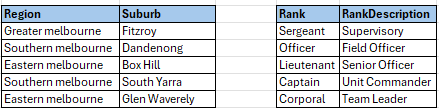 Region Suburb Rank RankDescription
Greater melbourne Fitzroy Sergeant Supervisory
Southern melbourne Dandenong Officer Field Officer
Eastern melbourne Box Hill Lieutenant Senior Officer
Southern melbourne South Yarra Captain Unit Commander
Eastern melbourne Glen Waverely Corporal Team Leader